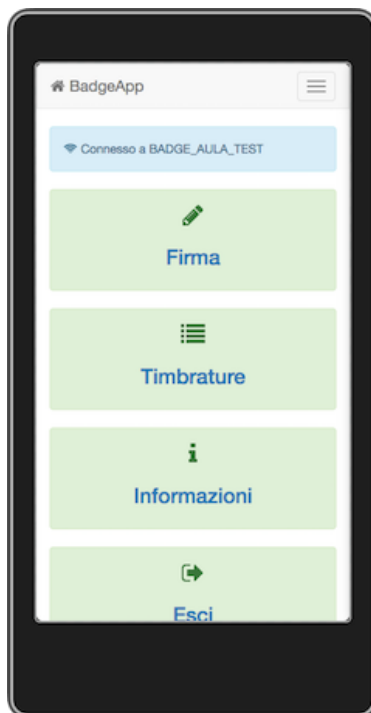 BadgeApp
Connesso a BADGE_AULA_TEST
Firma
Timbrature
Informazioni
Esci